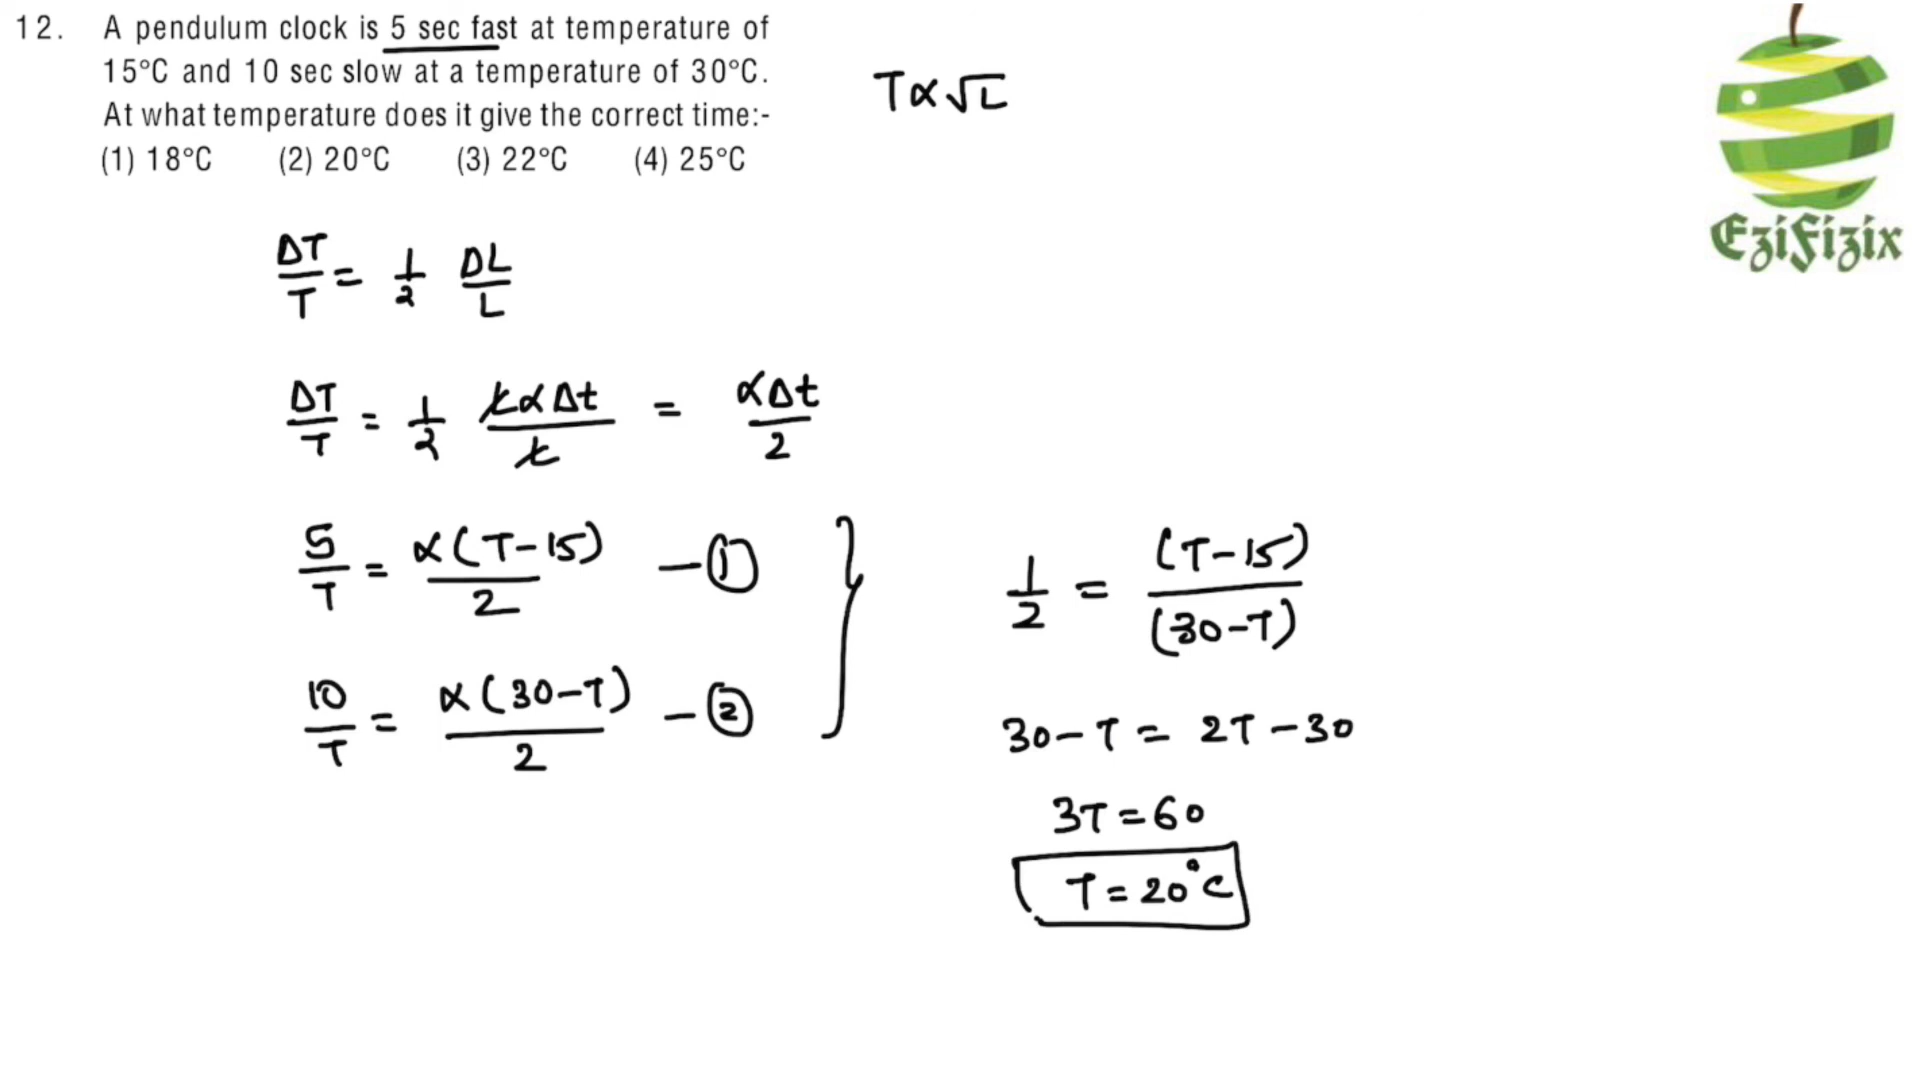 12. A pendulum clock is 5 sec fast at temperature of
15°C and 10 sec slow at a temperature of 30°C.
At what temperature does it give the correct time:-
(1) 18°C (2) 20°C (3) 22°C (4) 25°C
T∝√L
EziFizix
ΔT/T = 1/2 ΔL/L
ΔT/T = 1/2 LαΔt/L = αΔt/2
5/T = α(T-15)/2 -①
10/T = α(30-T)/2 -②
1/2 = (T-15)/(30-T)
30-T = 2T-30
3T=60
T=20°C